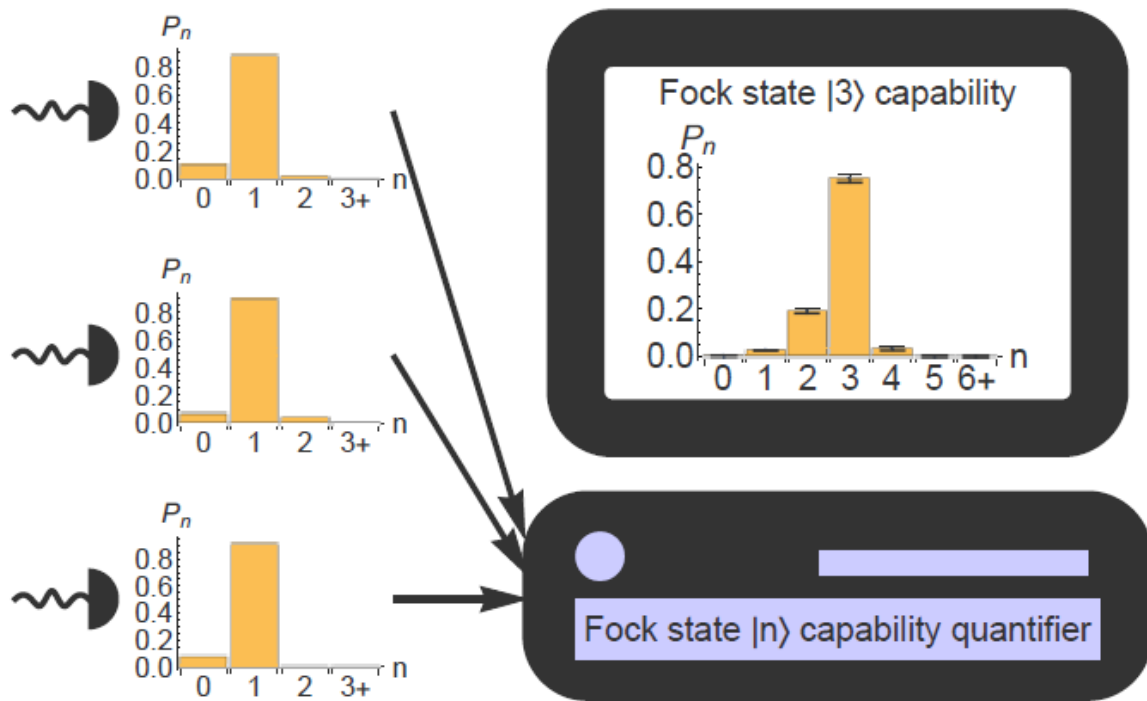 Pₙ
0.8
0.6
0.4
0.2
0.0
0 1 2 3+ n
Pₙ
0.8
0.6
0.4
0.2
0.0
0 1 2 3+ n
Pₙ
0.8
0.6
0.4
0.2
0.0
0 1 2 3+ n
Fock state |3⟩ capability
Pₙ
0.8
0.6
0.4
0.2
0.0
0 1 2 3 4 5 6+ n
Fock state |n⟩ capability quantifier